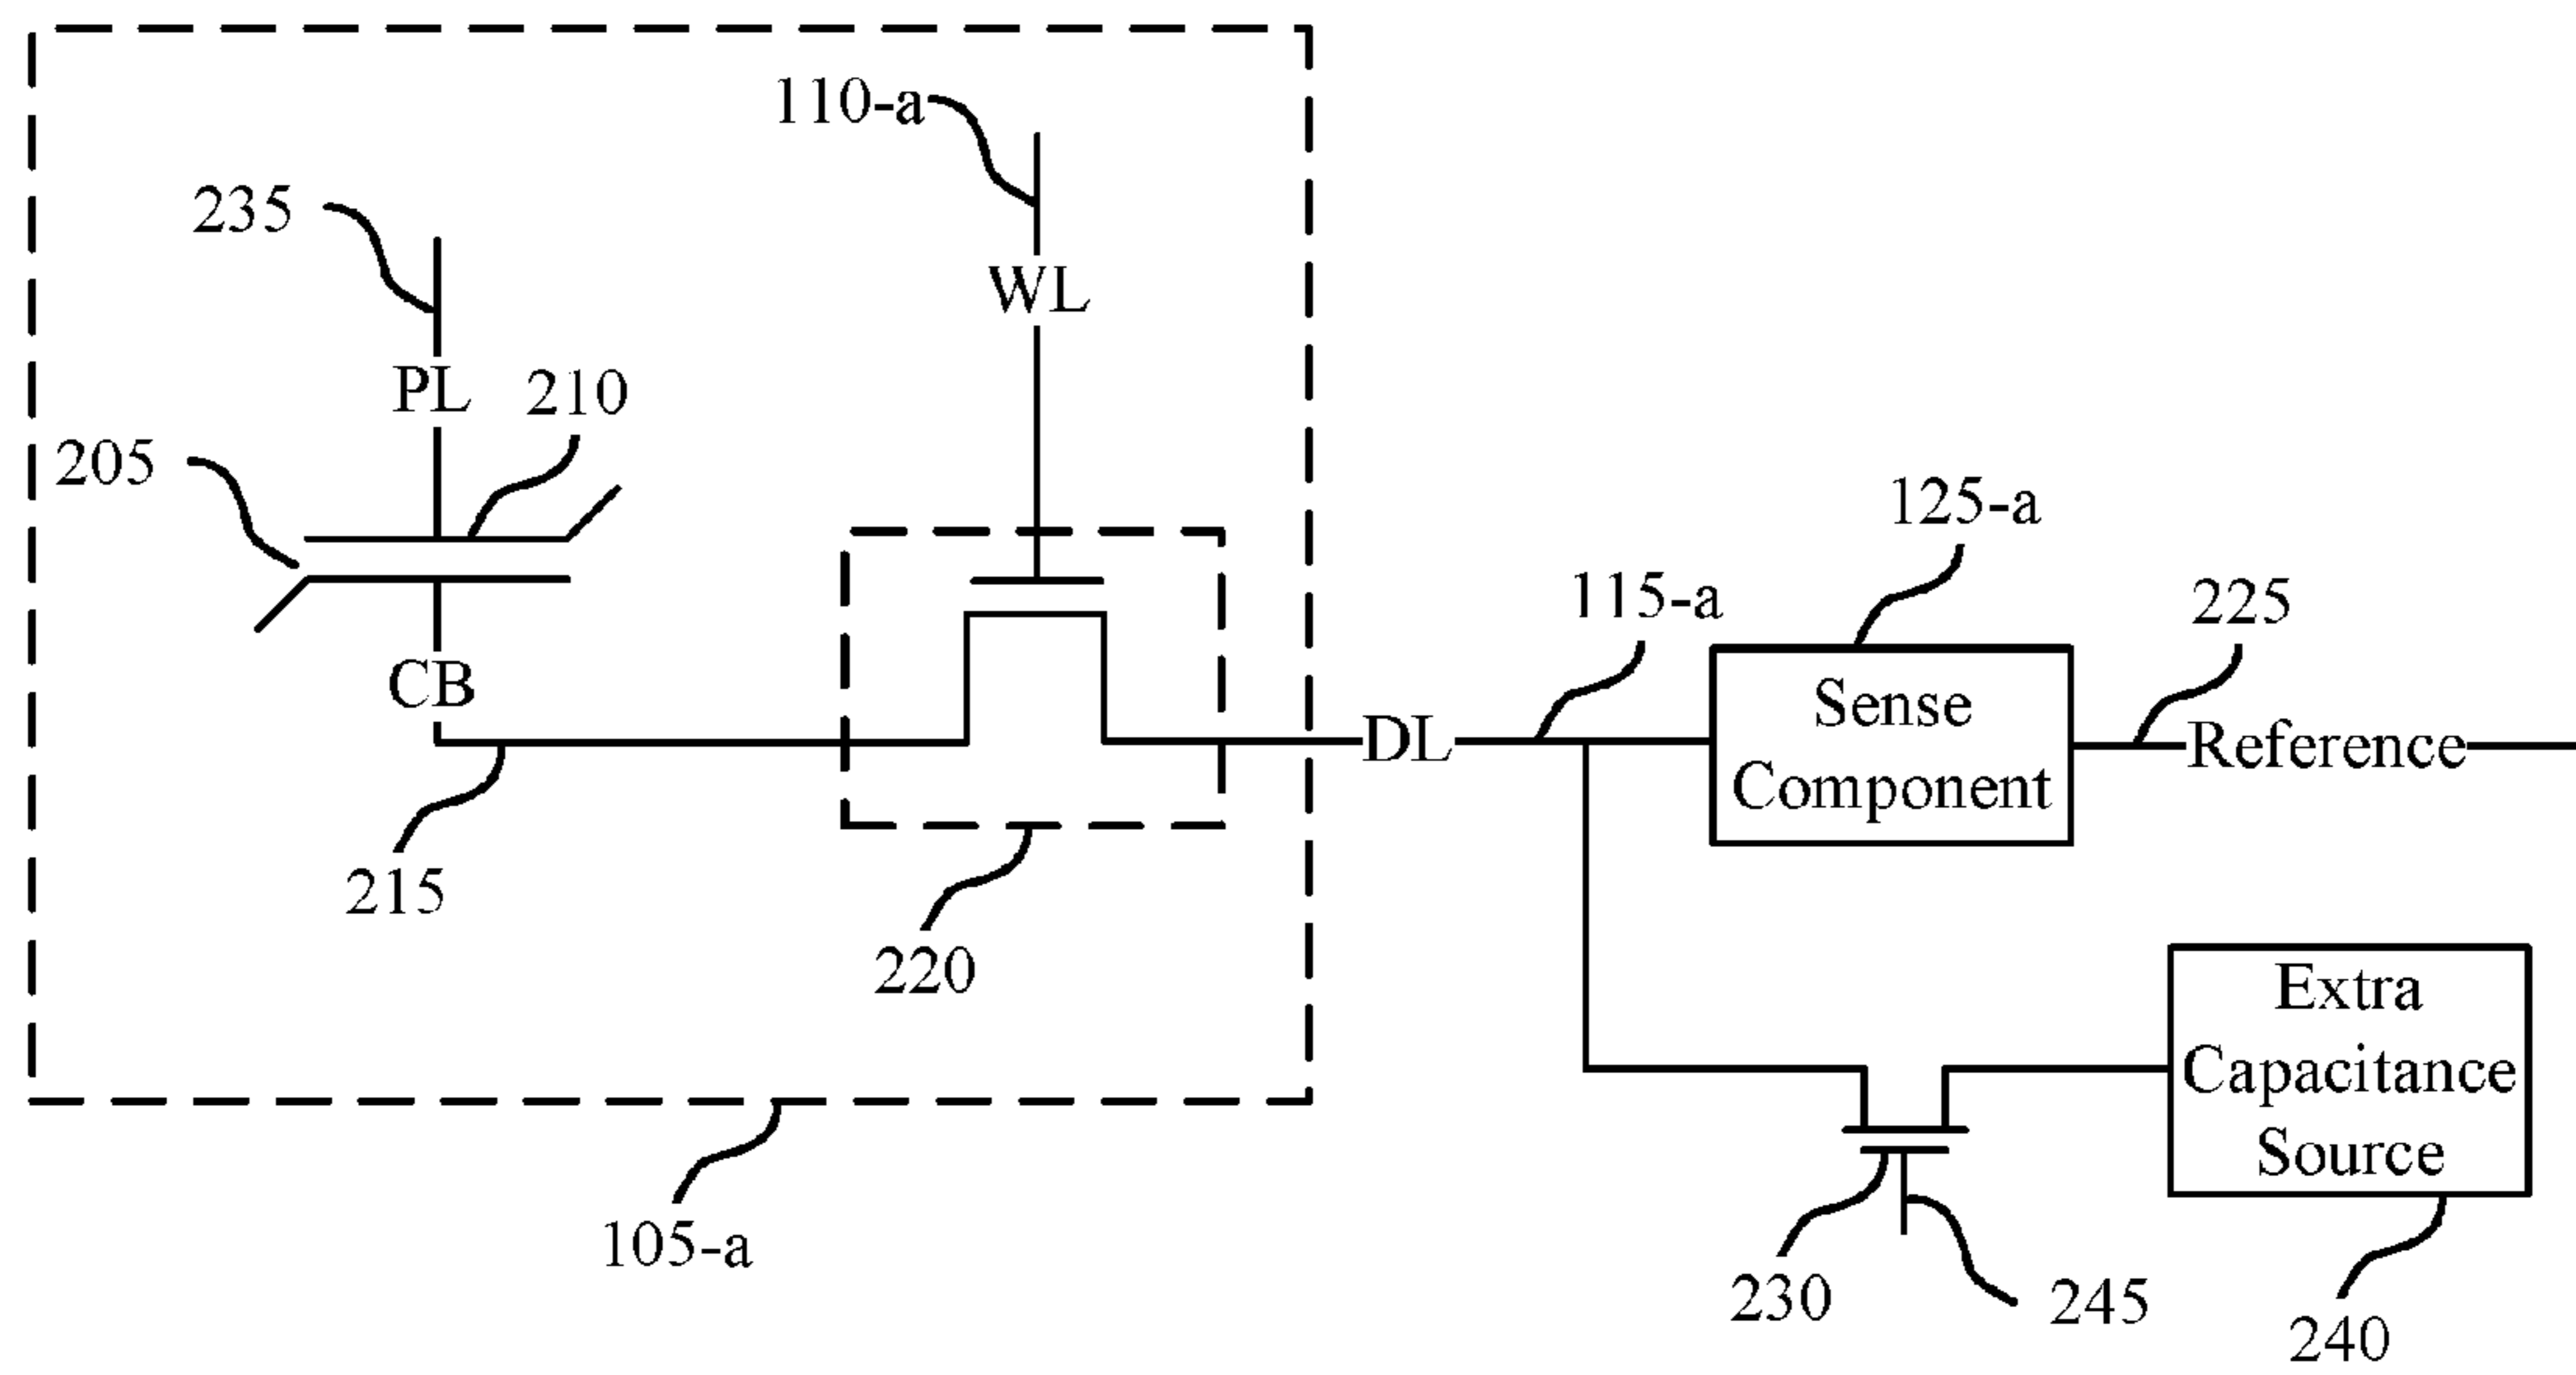 110-a
235
WL
PL
210
205
125-a
115-a
225
CB
Sense
Component
DL
Reference
215
220
Extra
Capacitance
Source
105-a
230
245
240